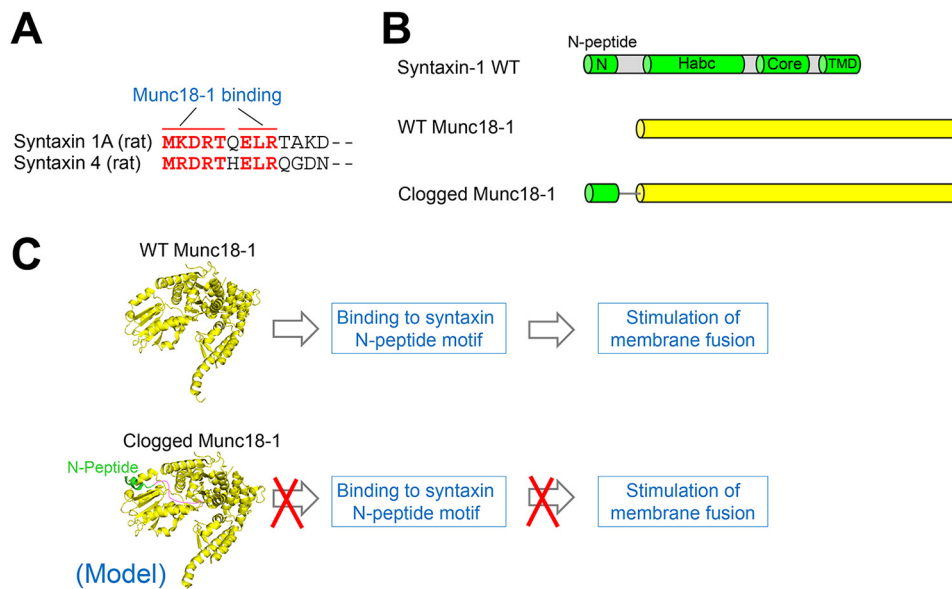 A
Munc18-1 binding
Syntaxin 1A (rat) MKDRTQELRTAKD--
Syntaxin 4 (rat) MRDRTHELRQGDN--
B
N-peptide
Syntaxin-1 WT N Habc Core TMD
WT Munc18-1
Clogged Munc18-1
C
WT Munc18-1
Binding to syntaxin
N-peptide motif
Stimulation of
membrane fusion
Clogged Munc18-1
N-Peptide
Binding to syntaxin
N-peptide motif
Stimulation of
membrane fusion
(Model)